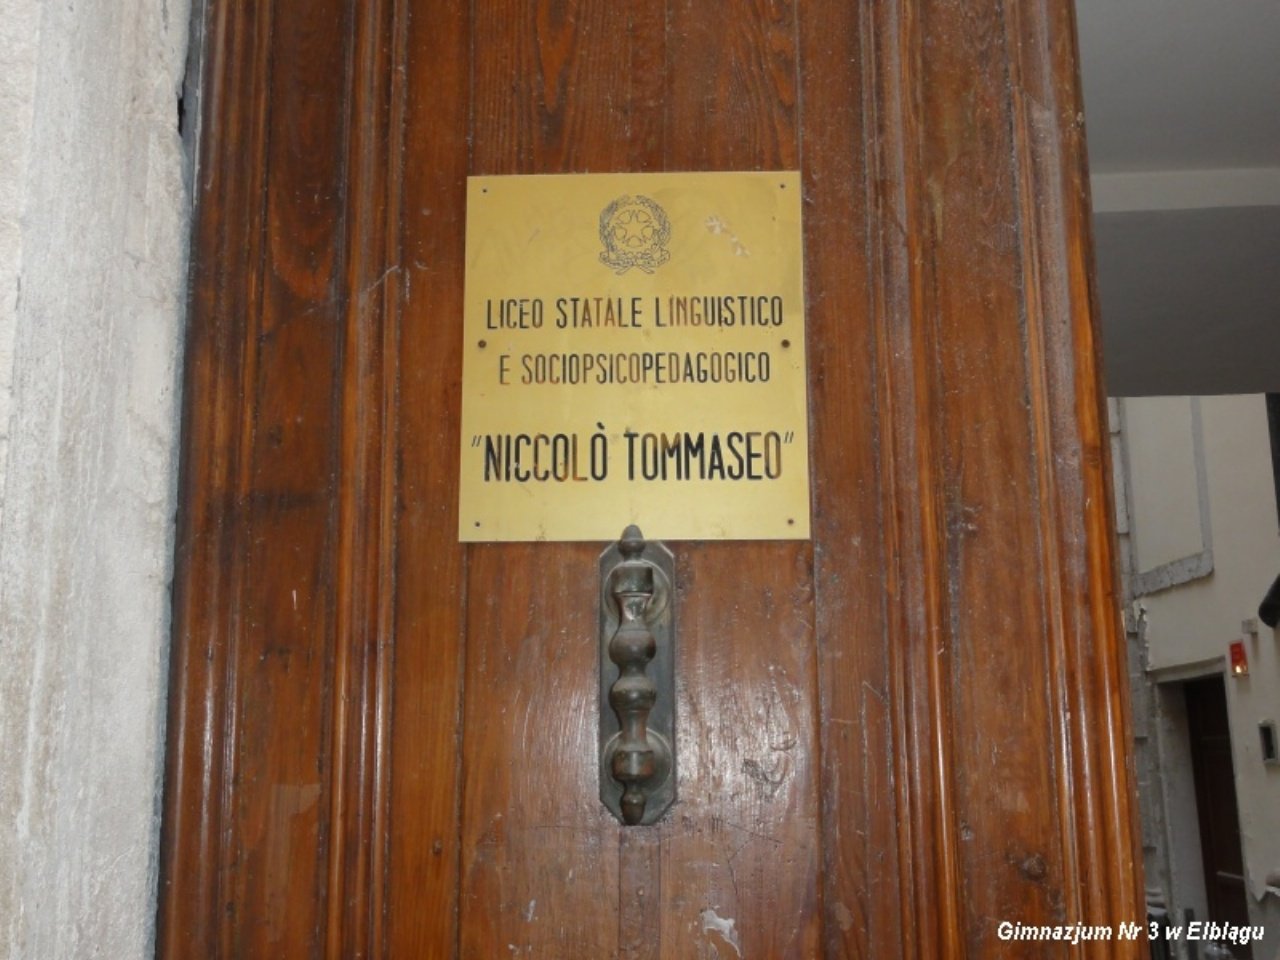 LICEO STATALE LINGUISTICO
E SOCIOPSICOPEDAGOGICO
"NICCOLÒ TOMMASEO"
Gimnazjum Nr 3 w Elblągu